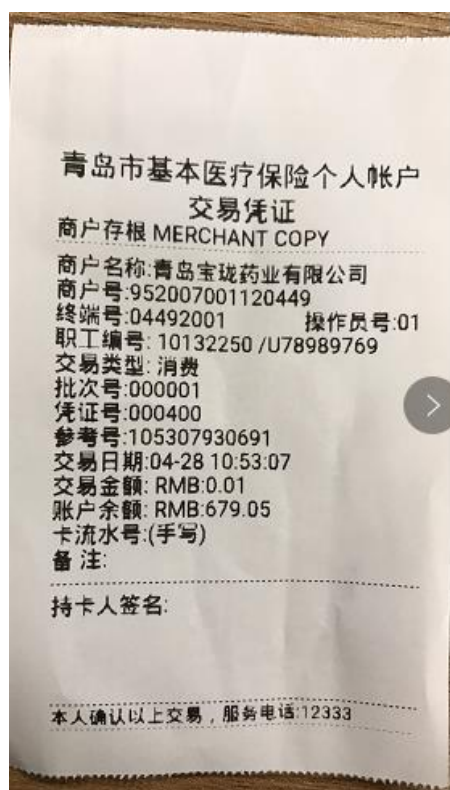 青岛市基本医疗保险个人帐户
交易凭证
商户存根 MERCHANT COPY
商户名称:青岛宝珑药业有限公司
商户号:952007001120449
终端号:04492001 操作员号:01
职工编号: 10132250 /U78989769
交易类型: 消费
批次号:000001
凭证号:000400
参考号:105307930691
交易日期:04-28 10:53:07
交易金额: RMB:0.01
账户余额: RMB:679.05
卡流水号:(手写)
备 注:
持卡人签名:
本人确认以上交易，服务电话:12333